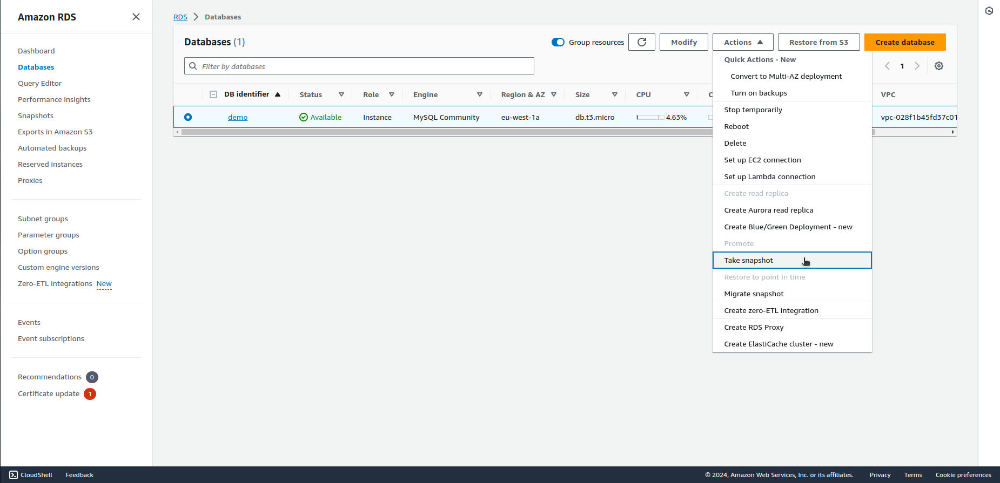 Amazon RDS
Dashboard
Databases
Query Editor
Performance insights
Snapshots
Exports in Amazon S3
Automated backups
Reserved instances
Proxies
Subnet groups
Parameter groups
Option groups
Custom engine versions
Zero-ETL integrations New
Events
Event subscriptions
Recommendations 0
Certificate update 1
RDS > Databases
Databases (1)
Group resources
Modify
Actions
Restore from S3
Create database
Filter by databases
1
DB identifier Status Role Engine Region & AZ Size CPU C VPC
demo Available Instance MySQL Community eu-west-1a db.t3.micro 4.63% vpc-028f1b45fd37c01
Quick Actions - New
Convert to Multi-AZ deployment
Turn on backups
Stop temporarily
Reboot
Delete
Set up EC2 connection
Set up Lambda connection
Create read replica
Create Aurora read replica
Create Blue/Green Deployment - new
Promote
Take snapshot
Restore to point in time
Migrate snapshot
Create zero-ETL integration
Create RDS Proxy
Create ElastiCache cluster - new
CloudShell Feedback © 2024, Amazon Web Services, Inc. or its affiliates. Privacy Terms Cookie preferences